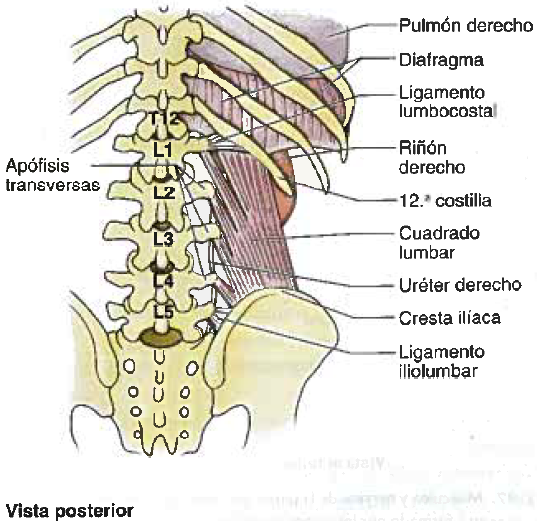 Pulmón derecho
Diafragma
Ligamento
lumbocostal
T12
L1
Apófisis
transversas
Riñón
derecho
L2
12.ª costilla
L3
Cuadrado
lumbar
L4
Uréter derecho
L5
Cresta ilíaca
Ligamento
iliolumbar
Vista posterior